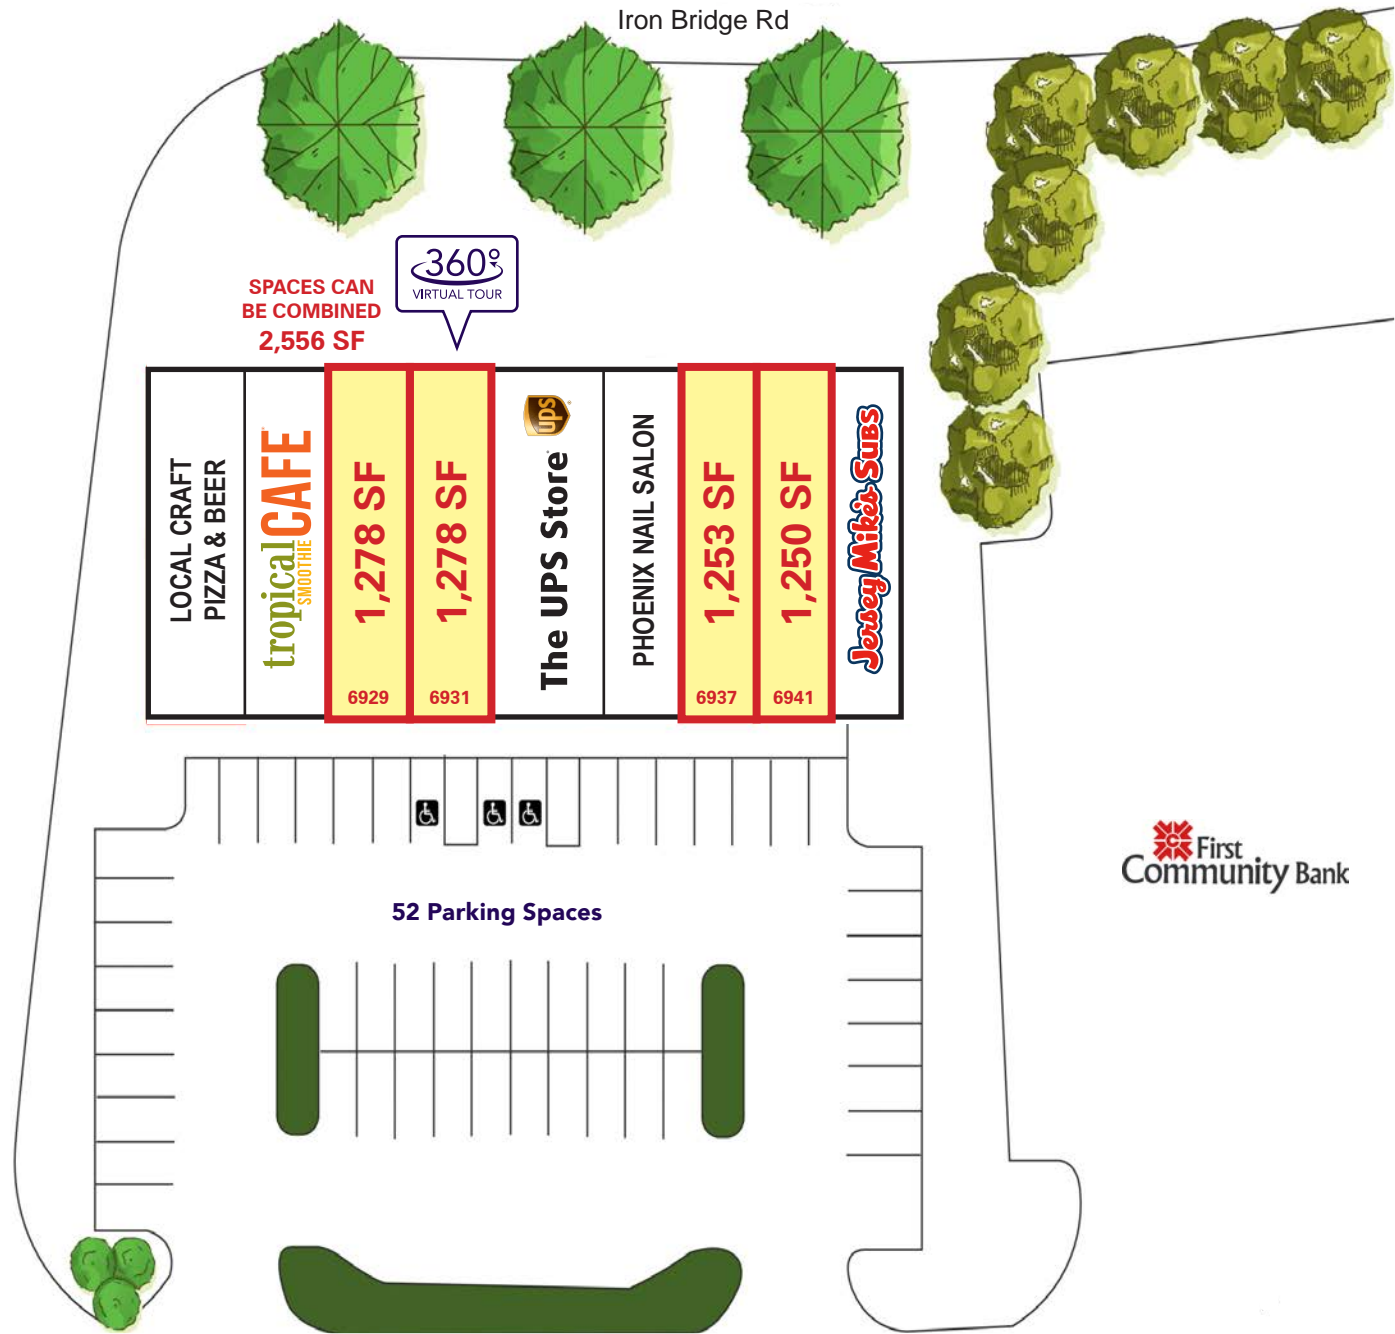 Iron Bridge Rd
SPACES CAN
BE COMBINED
2,556 SF
360°
VIRTUAL TOUR
LOCAL CRAFT
PIZZA & BEER
tropical
SMOOTHIE
CAFE
1,278 SF
6929
1,278 SF
6931
ups
The UPS Store
PHOENIX NAIL SALON
1,253 SF
6937
1,250 SF
6941
Jersey Mike's SUBS
52 Parking Spaces
First
Community Bank